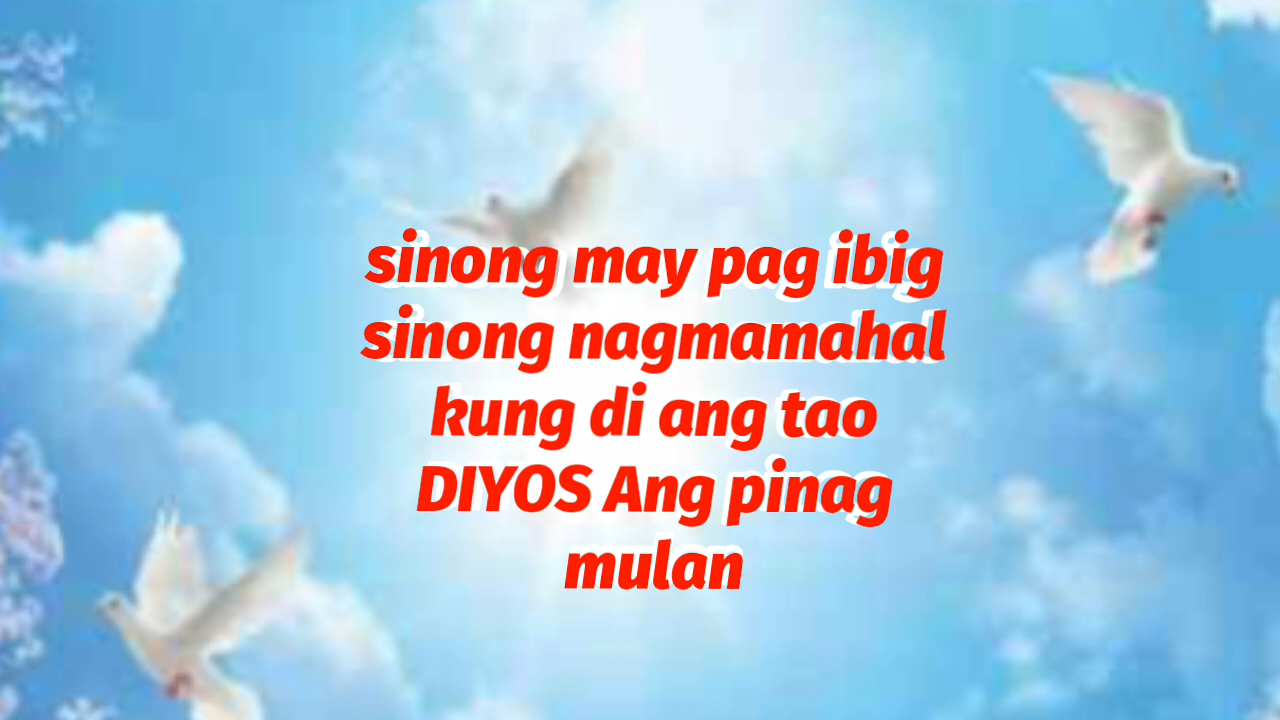 sinong may pag ibig
sinong nagmamahal
kung di ang tao
DIYOS Ang pinag
mulan